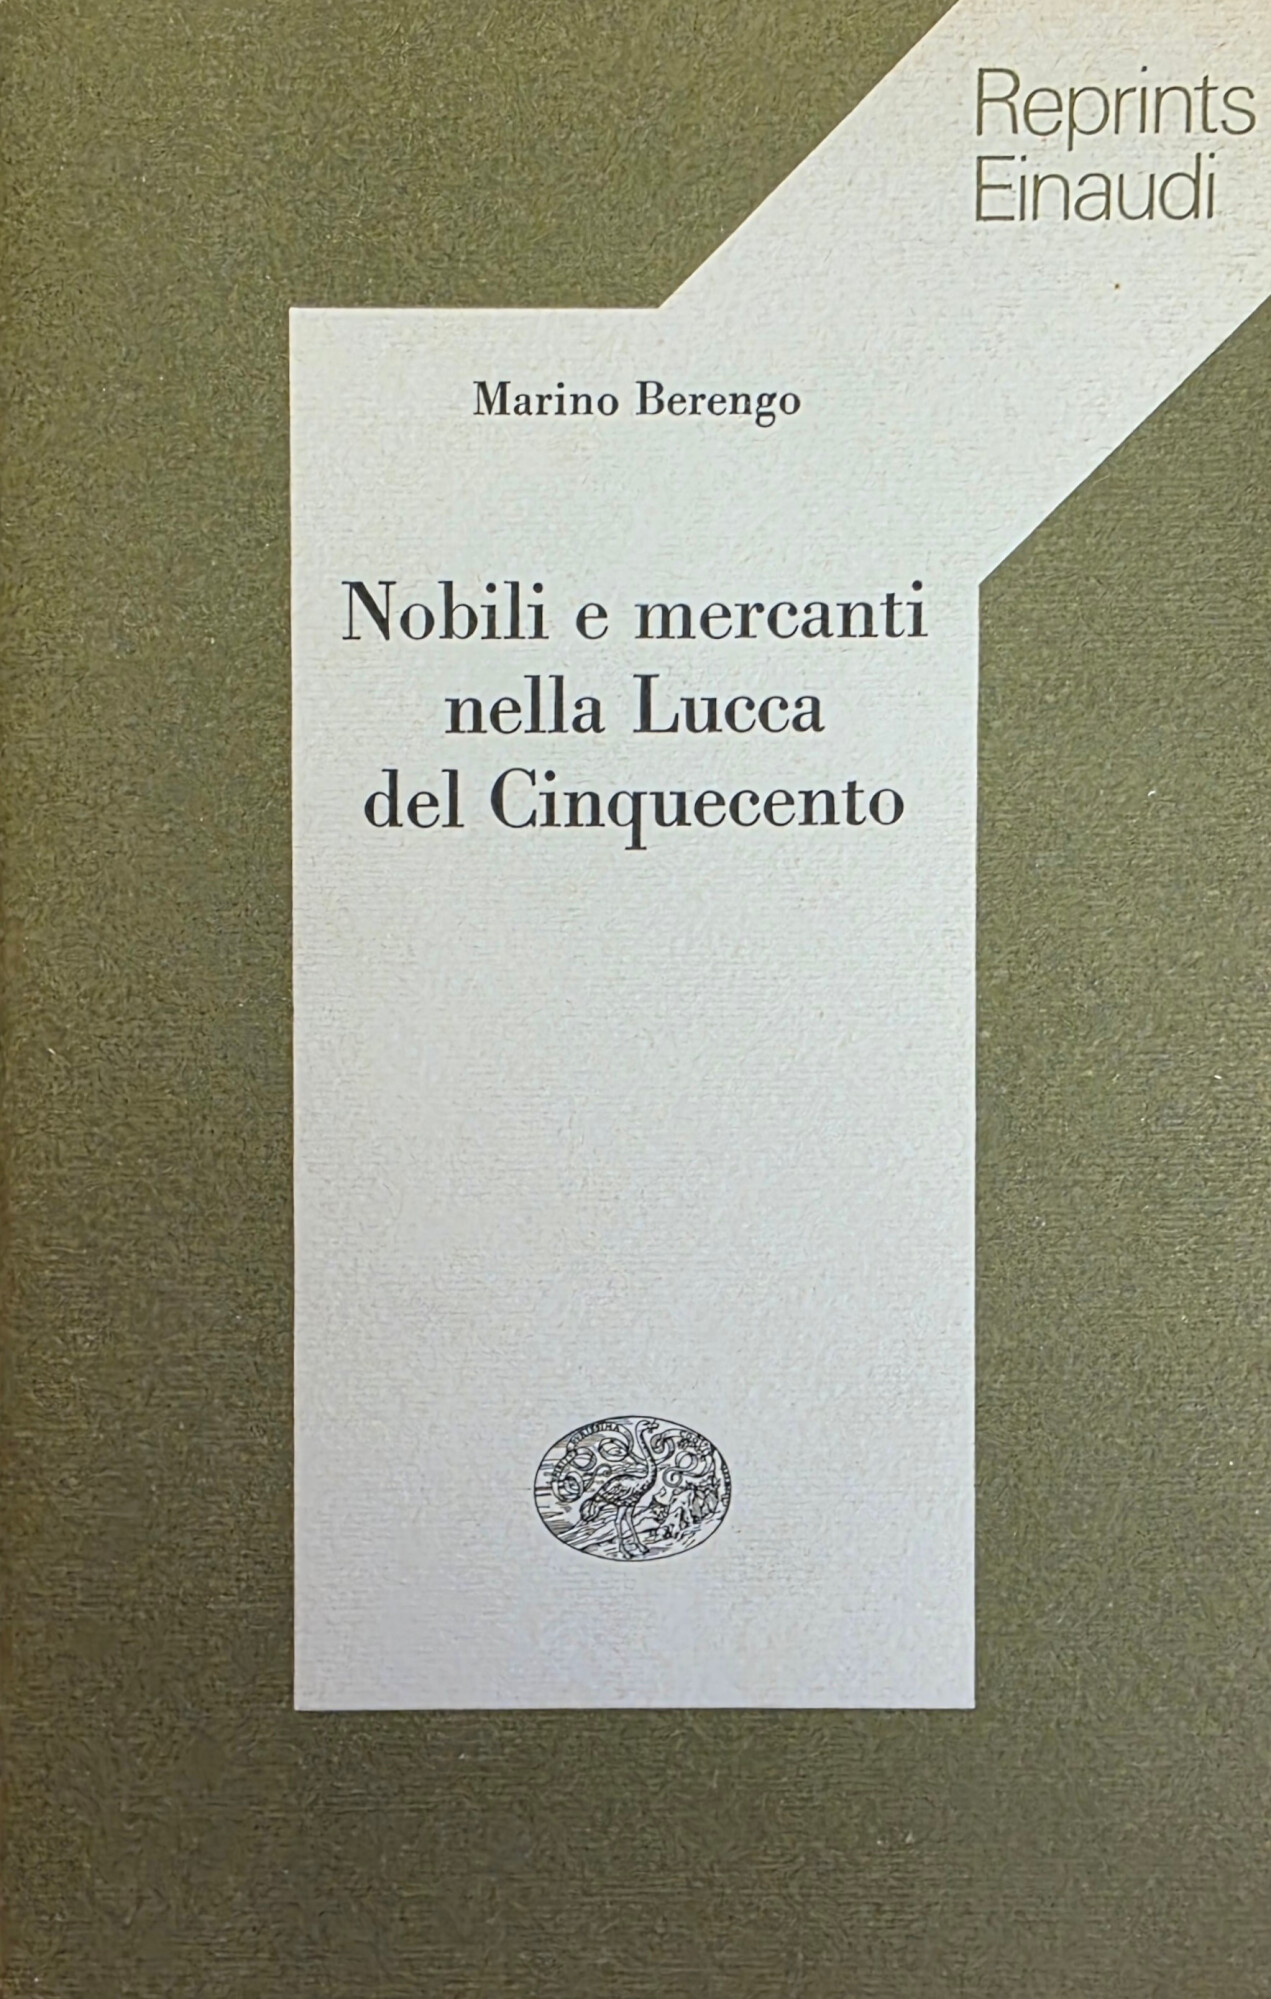 Reprints
Einaudi
Marino Berengo
Nobili e mercanti
nella Lucca
del Cinquecento